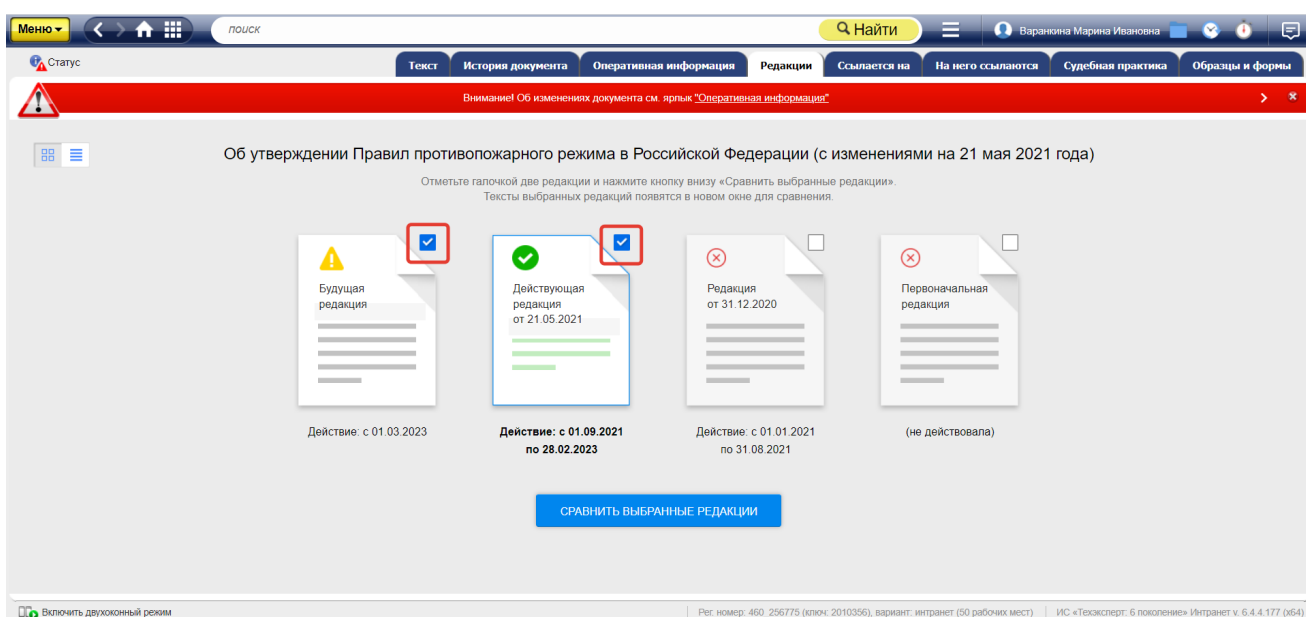 Меню
поиск
Найти
Варанкина Марина Ивановна
Статус
Текст
История документа
Оперативная информация
Редакции
Ссылается на
На него ссылаются
Судебная практика
Образцы и формы
Внимание! Об изменениях документа см. ярлык "Оперативная информация"
Об утверждении Правил противопожарного режима в Российской Федерации (с изменениями на 21 мая 2021 года)
Отметьте галочкой две редакции и нажмите кнопку внизу «Сравнить выбранные редакции».
Тексты выбранных редакций появятся в новом окне для сравнения.
Будущая
редакция
Действие: с 01.03.2023
Действующая
редакция
от 21.05.2021
Действие: с 01.09.2021
по 28.02.2023
Редакция
от 31.12.2020
Действие: с 01.01.2021
по 31.08.2021
Первоначальная
редакция
(не действовала)
СРАВНИТЬ ВЫБРАННЫЕ РЕДАКЦИИ
Включить двухоконный режим
Рег. номер: 460_256775 (ключ: 2010356), вариант: интранет (50 рабочих мест)
ИС «Техэксперт: 6 поколение» Интранет v. 6.4.4.177 (x64)